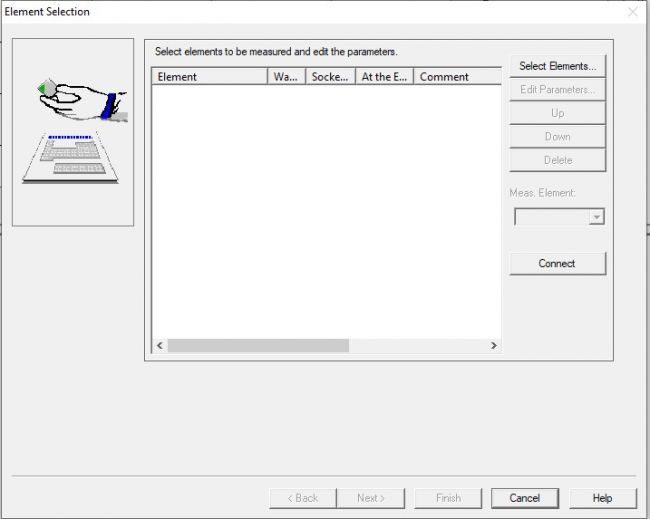 Element Selection
Select elements to be measured and edit the parameters.
Element Wa... Socke... At the E... Comment
Select Elements...
Edit Parameters...
Up
Down
Delete
Meas. Element:
Connect
< Back Next > Finish Cancel Help